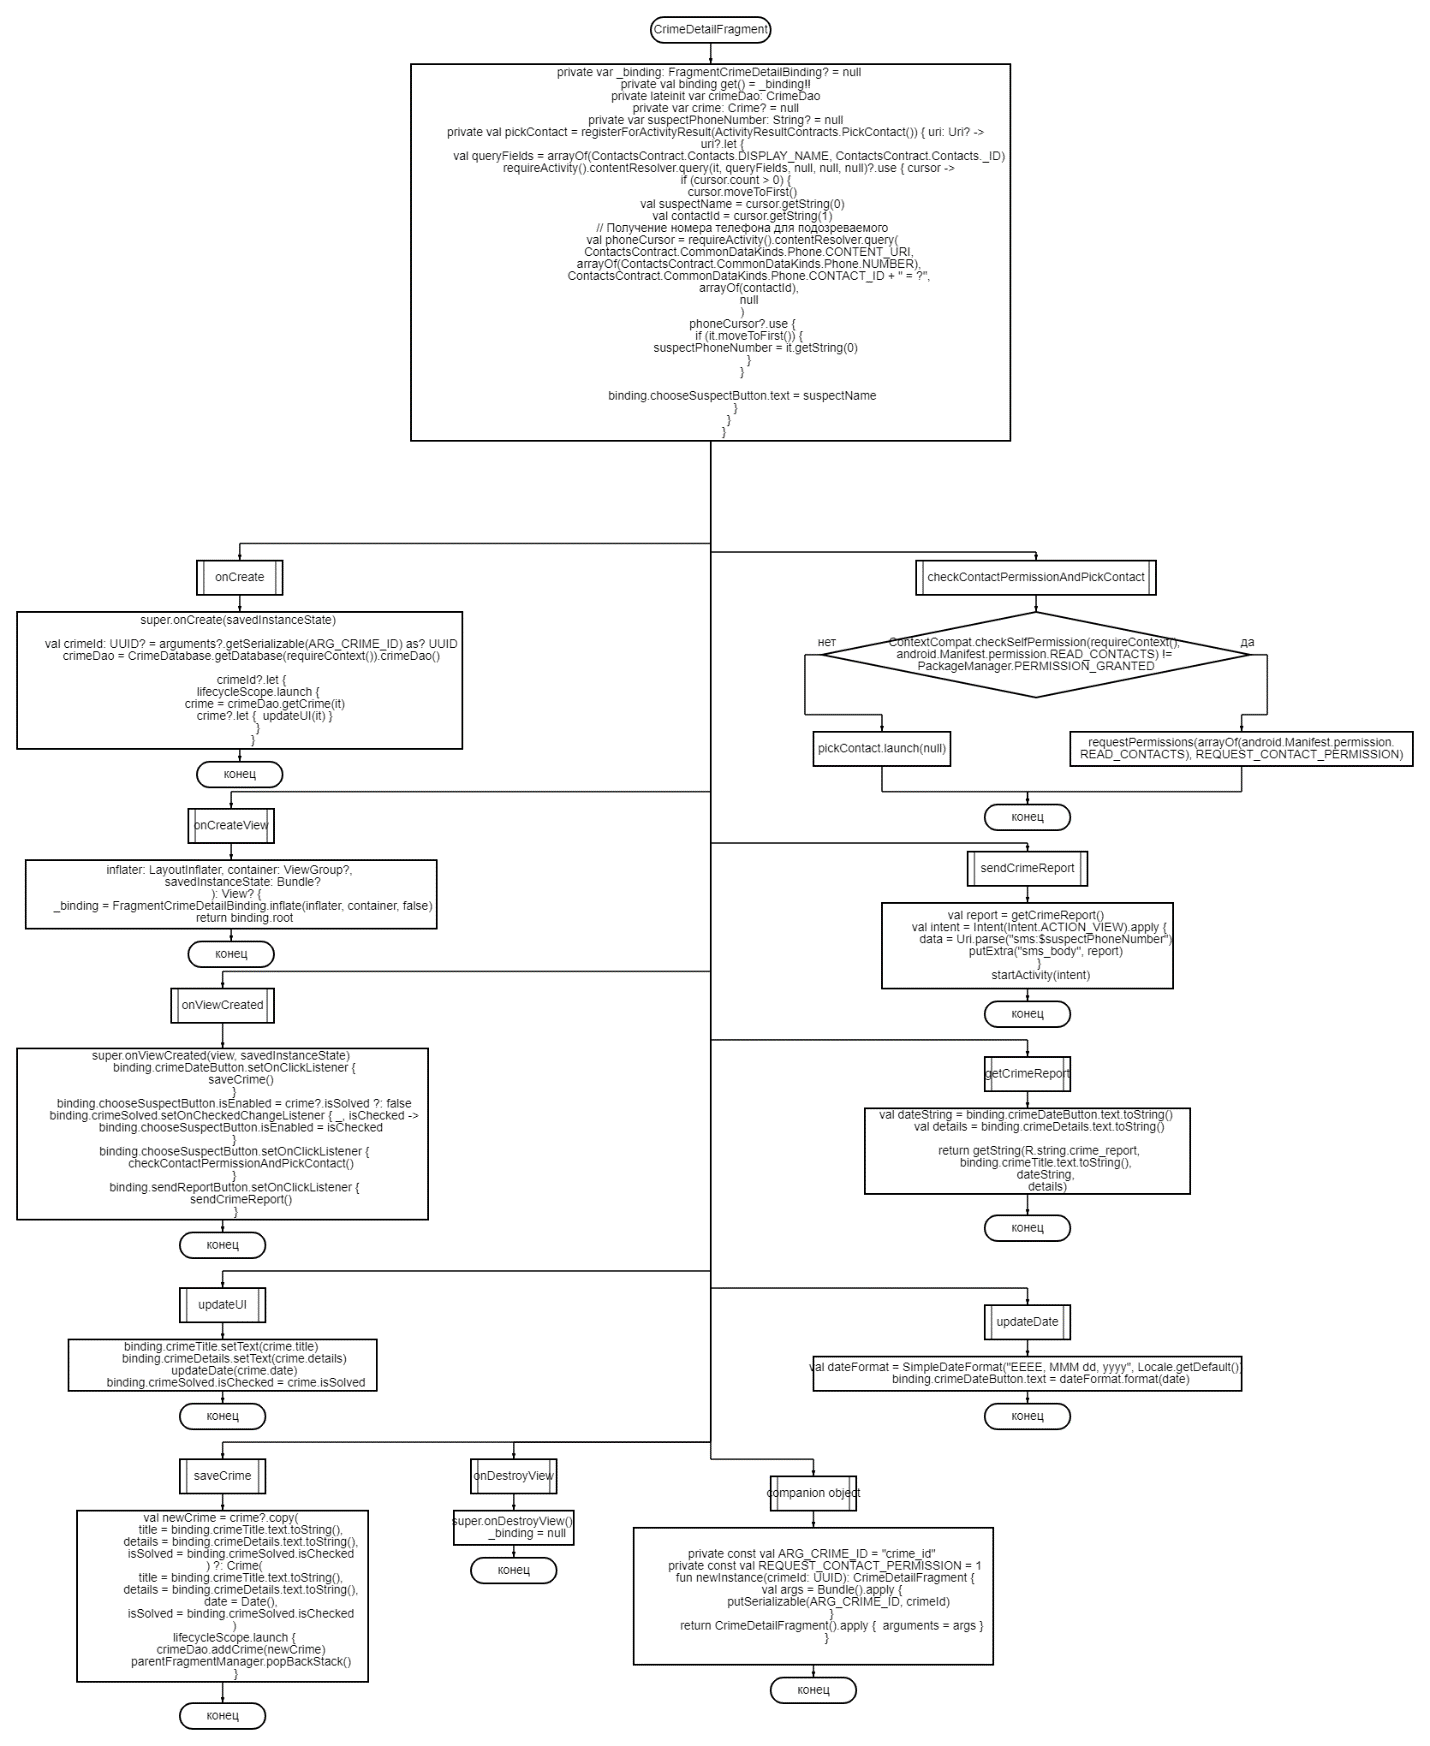 CrimeDetailFragment
private var _binding: FragmentCrimeDetailBinding? = null
private val binding get() = _binding!!
private lateinit var crimeDao: CrimeDao
private var crime: Crime? = null
private var suspectPhoneNumber: String? = null
private val pickContact = registerForActivityResult(ActivityResultContracts.PickContact()) { uri: Uri? ->
uri?.let {
val queryFields = arrayOf(ContactsContract.Contacts.DISPLAY_NAME, ContactsContract.Contacts._ID)
requireActivity().contentResolver.query(it, queryFields, null, null, null)?.use { cursor ->
if (cursor.count > 0) {
cursor.moveToFirst()
val suspectName = cursor.getString(0)
val contactId = cursor.getString(1)
// Получение номера телефона для подозреваемого
val phoneCursor = requireActivity().contentResolver.query(
ContactsContract.CommonDataKinds.Phone.CONTENT_URI,
arrayOf(ContactsContract.CommonDataKinds.Phone.NUMBER),
ContactsContract.CommonDataKinds.Phone.CONTACT_ID + " = ?",
arrayOf(contactId),
null
)
phoneCursor?.use {
if (it.moveToFirst()) {
suspectPhoneNumber = it.getString(0)
}
}
binding.chooseSuspectButton.text = suspectName
}
}
}
onCreate
super.onCreate(savedInstanceState)
val crimeId: UUID? = arguments?.getSerializable(ARG_CRIME_ID) as? UUID
crimeDao = CrimeDatabase.getDatabase(requireContext()).crimeDao()
crimeId?.let {
lifecycleScope.launch {
crime = crimeDao.getCrime(it)
crime?.let {  updateUI(it) }
}
}
конец
checkContactPermissionAndPickContact
нет
ContextCompat.checkSelfPermission(requireContext(),
android.Manifest.permission.READ_CONTACTS) !=
PackageManager.PERMISSION_GRANTED
да
pickContact.launch(null)
requestPermissions(arrayOf(android.Manifest.permission.
READ_CONTACTS), REQUEST_CONTACT_PERMISSION)
конец
onCreateView
inflater: LayoutInflater, container: ViewGroup?,
savedInstanceState: Bundle?
): View? {
_binding = FragmentCrimeDetailBinding.inflate(inflater, container, false)
return binding.root
конец
sendCrimeReport
val report = getCrimeReport()
val intent = Intent(Intent.ACTION_VIEW).apply {
data = Uri.parse("sms:$suspectPhoneNumber")
putExtra("sms_body", report)
}
startActivity(intent)
конец
onViewCreated
super.onViewCreated(view, savedInstanceState)
binding.crimeDateButton.setOnClickListener {
saveCrime()
}
binding.chooseSuspectButton.isEnabled = crime?.isSolved ?: false
binding.crimeSolved.setOnCheckedChangeListener { _, isChecked ->
binding.chooseSuspectButton.isEnabled = isChecked
}
binding.chooseSuspectButton.setOnClickListener {
checkContactPermissionAndPickContact()
}
binding.sendReportButton.setOnClickListener {
sendCrimeReport()
}
конец
getCrimeReport
val dateString = binding.crimeDateButton.text.toString()
val details = binding.crimeDetails.text.toString()
return getString(R.string.crime_report,
binding.crimeTitle.text.toString(),
dateString,
details)
конец
updateUI
binding.crimeTitle.setText(crime.title)
binding.crimeDetails.setText(crime.details)
updateDate(crime.date)
binding.crimeSolved.isChecked = crime.isSolved
конец
updateDate
val dateFormat = SimpleDateFormat("EEEE, MMM dd, yyyy", Locale.getDefault())
binding.crimeDateButton.text = dateFormat.format(date)
конец
saveCrime
val newCrime = crime?.copy(
title = binding.crimeTitle.text.toString(),
details = binding.crimeDetails.text.toString(),
isSolved = binding.crimeSolved.isChecked
) ?: Crime(
title = binding.crimeTitle.text.toString(),
details = binding.crimeDetails.text.toString(),
date = Date(),
isSolved = binding.crimeSolved.isChecked
)
lifecycleScope.launch {
crimeDao.addCrime(newCrime)
parentFragmentManager.popBackStack()
}
конец
onDestroyView
super.onDestroyView()
_binding = null
конец
companion object
private const val ARG_CRIME_ID = "crime_id"
private const val REQUEST_CONTACT_PERMISSION = 1
fun newInstance(crimeId: UUID): CrimeDetailFragment {
val args = Bundle().apply {
putSerializable(ARG_CRIME_ID, crimeId)
}
return CrimeDetailFragment().apply {  arguments = args }
}
конец